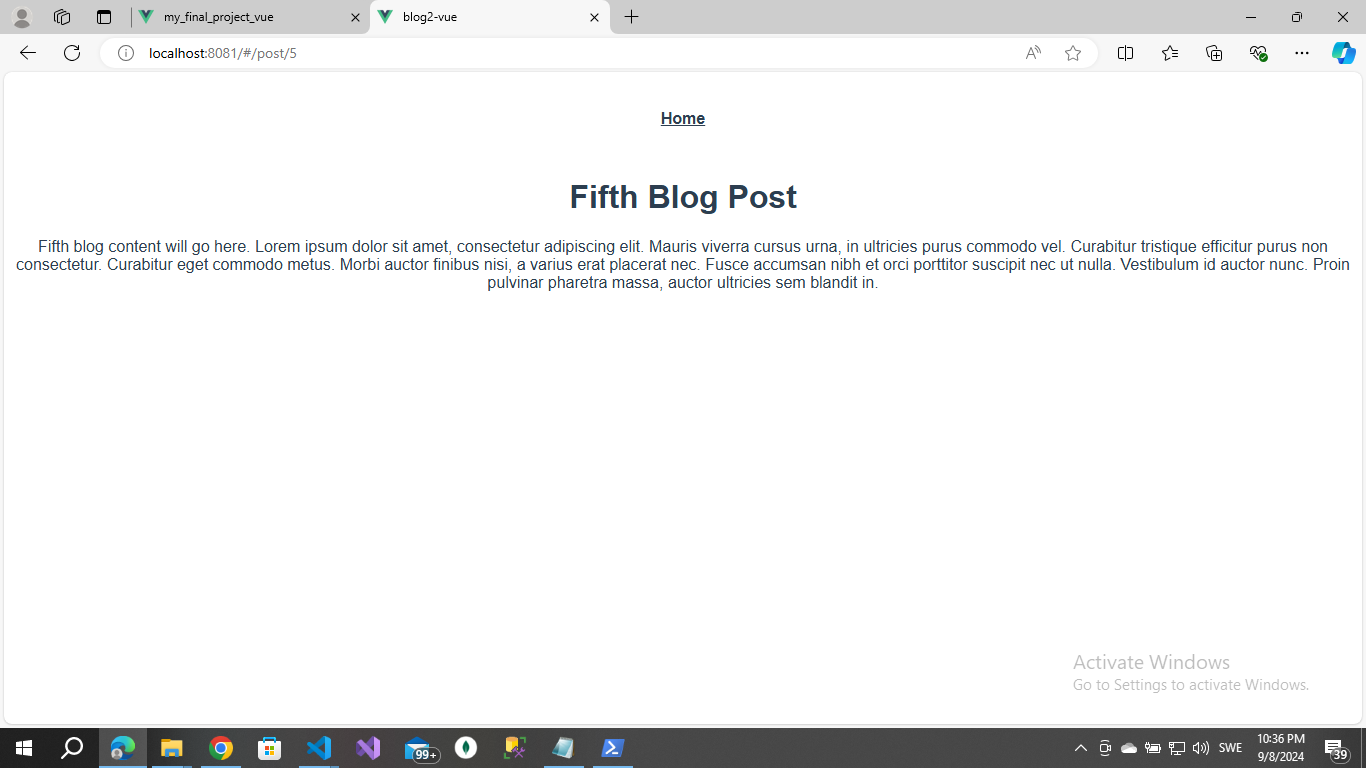 my_final_project_vue
blog2-vue
localhost:8081/#/post/5
Home
Fifth Blog Post
Fifth blog content will go here. Lorem ipsum dolor sit amet, consectetur adipiscing elit. Mauris viverra cursus urna, in ultricies purus commodo vel. Curabitur tristique efficitur purus non
consectetur. Curabitur eget commodo metus. Morbi auctor finibus nisi, a varius erat placerat nec. Fusce accumsan nibh et orci porttitor suscipit nec ut nulla. Vestibulum id auctor nunc. Proin
pulvinar pharetra massa, auctor ultricies sem blandit in.
Activate Windows
Go to Settings to activate Windows.
99+
SWE
10:36 PM
9/8/2024
39